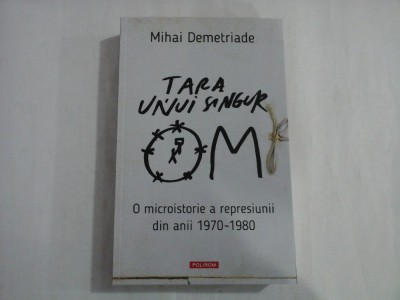 Mihai Demetriade
TARA
UNUI SINGUR
OM
O microistorie a represiunii
din anii 1970-1980
POLIROM